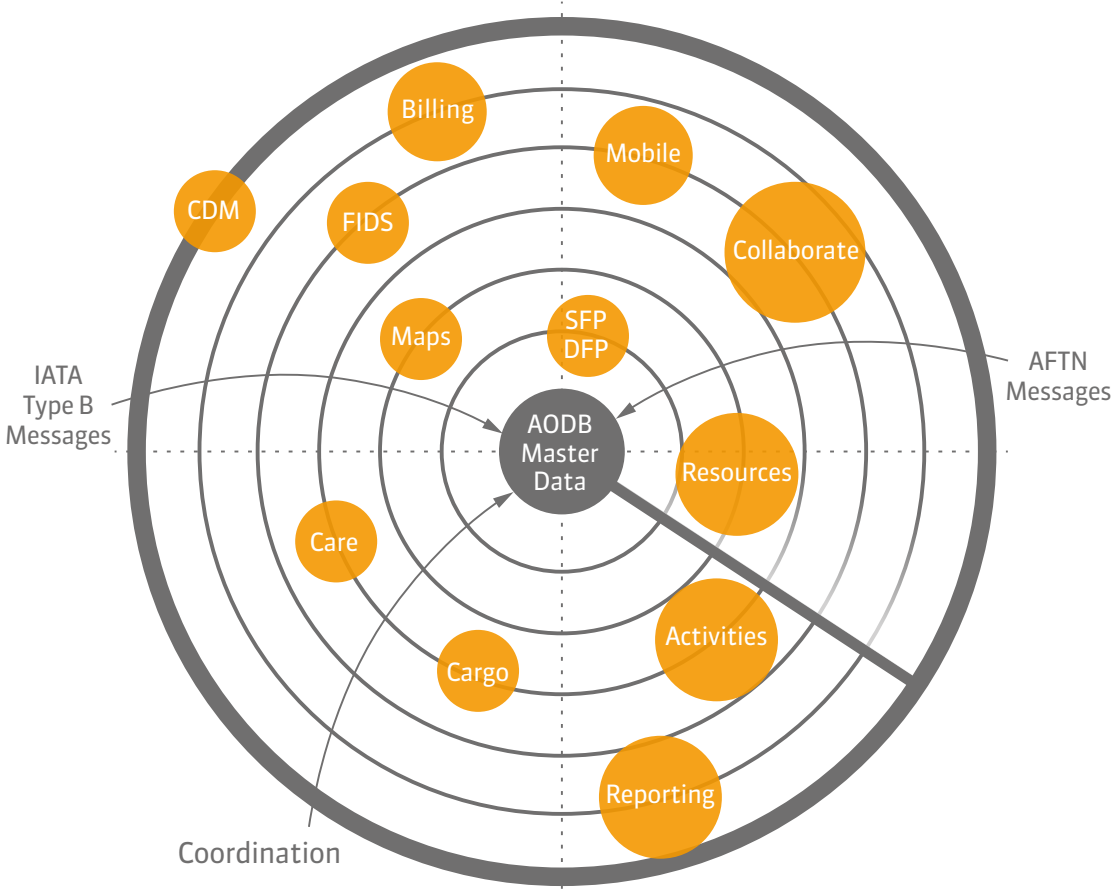 Billing
Mobile
CDM
FIDS
Collaborate
Maps
SFP
DFP
IATA
Type B
Messages
AFTN
Messages
AODB
Master
Data
Resources
Care
Activities
Cargo
Reporting
Coordination